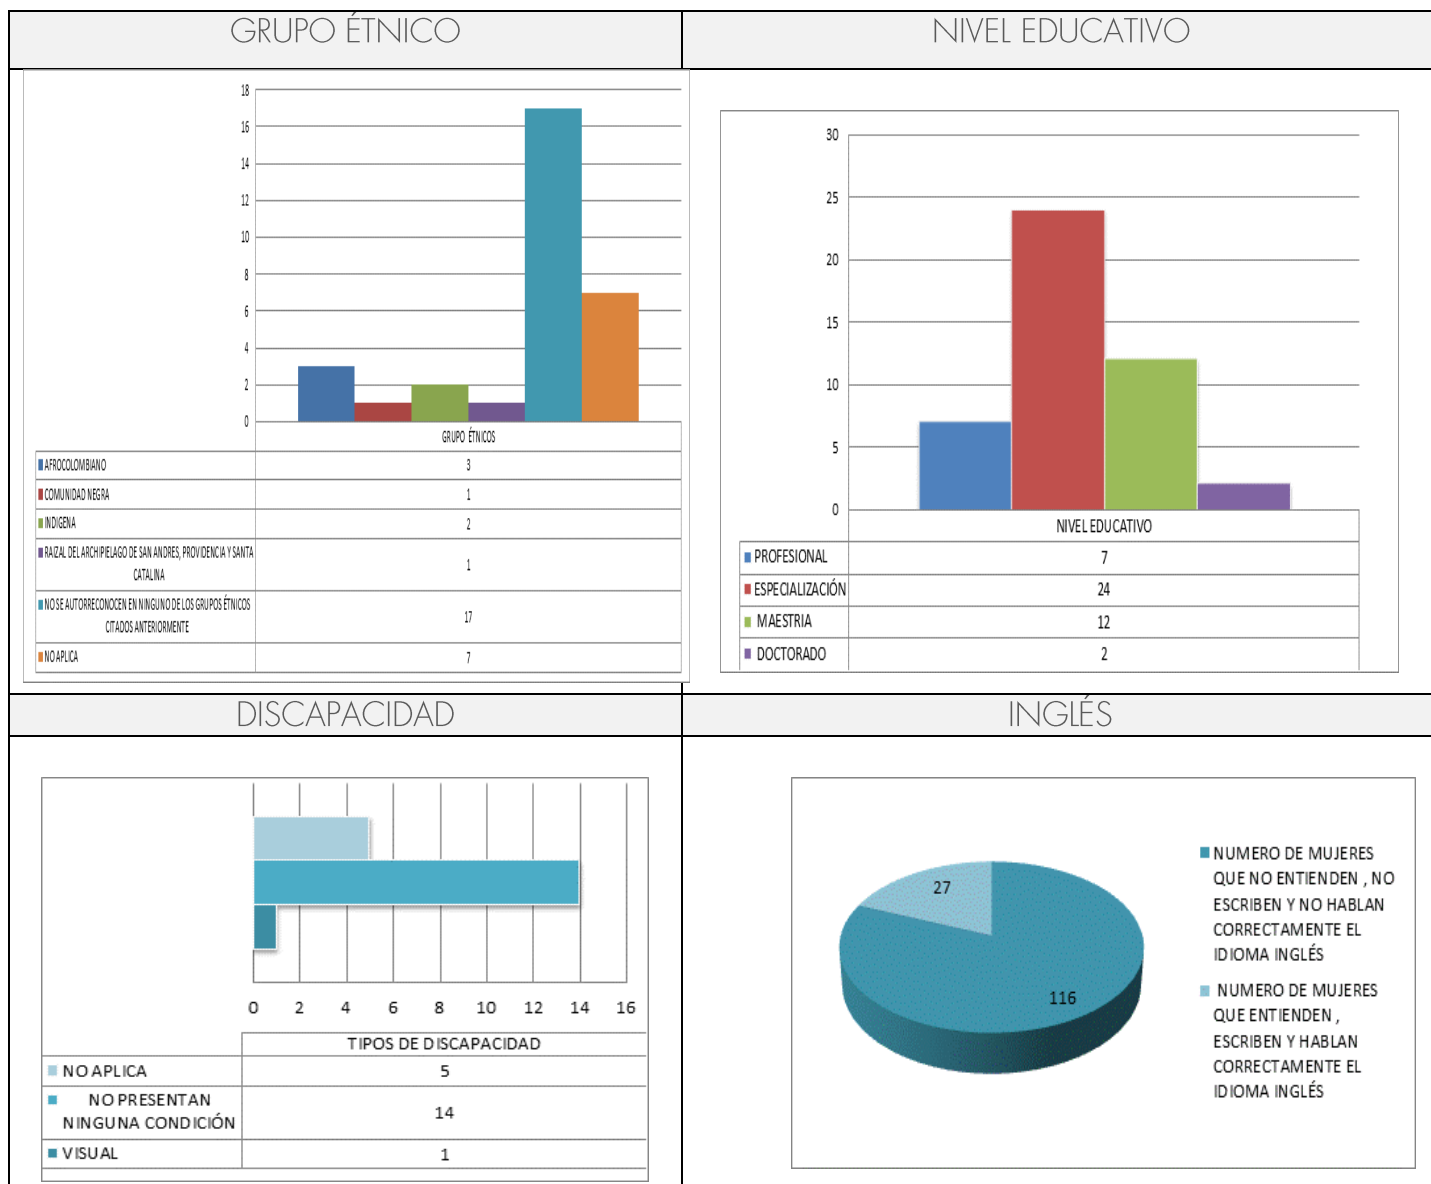 GRUPO ÉTNICO
NIVEL EDUCATIVO
18
16
14
12
10
8
6
4
2
0
GRUPO ÉTNICOS
AFROCOLOMBIANO 3
COMUNIDAD NEGRA 1
INDIGENA 2
RAIZAL DEL ARCHIPIELAGO DE SAN ANDRES, PROVIDENCIA Y SANTA
CATALINA
1
NO SE AUTORRECONOCEN EN NINGUNO DE LOS GRUPOS ÉTNICOS
CITADOS ANTERIORMENTE
17
NO APLICA 7
30
25
20
15
10
5
0
NIVEL EDUCATIVO
PROFESIONAL 7
ESPECIALIZACIÓN 24
MAESTRIA 12
DOCTORADO 2
DISCAPACIDAD
INGLÉS
0 2 4 6 8 10 12 14 16
TIPOS DE DISCAPACIDAD
NO APLICA 5
NO PRESENTAN
NINGUNA CONDICIÓN
14
VISUAL 1
27
116
NUMERO DE MUJERES
QUE NO ENTIENDEN , NO
ESCRIBEN Y NO HABLAN
CORRECTAMENTE EL
IDIOMA INGLÉS
NUMERO DE MUJERES
QUE ENTIENDEN ,
ESCRIBEN Y HABLAN
CORRECTAMENTE EL
IDIOMA INGLÉS